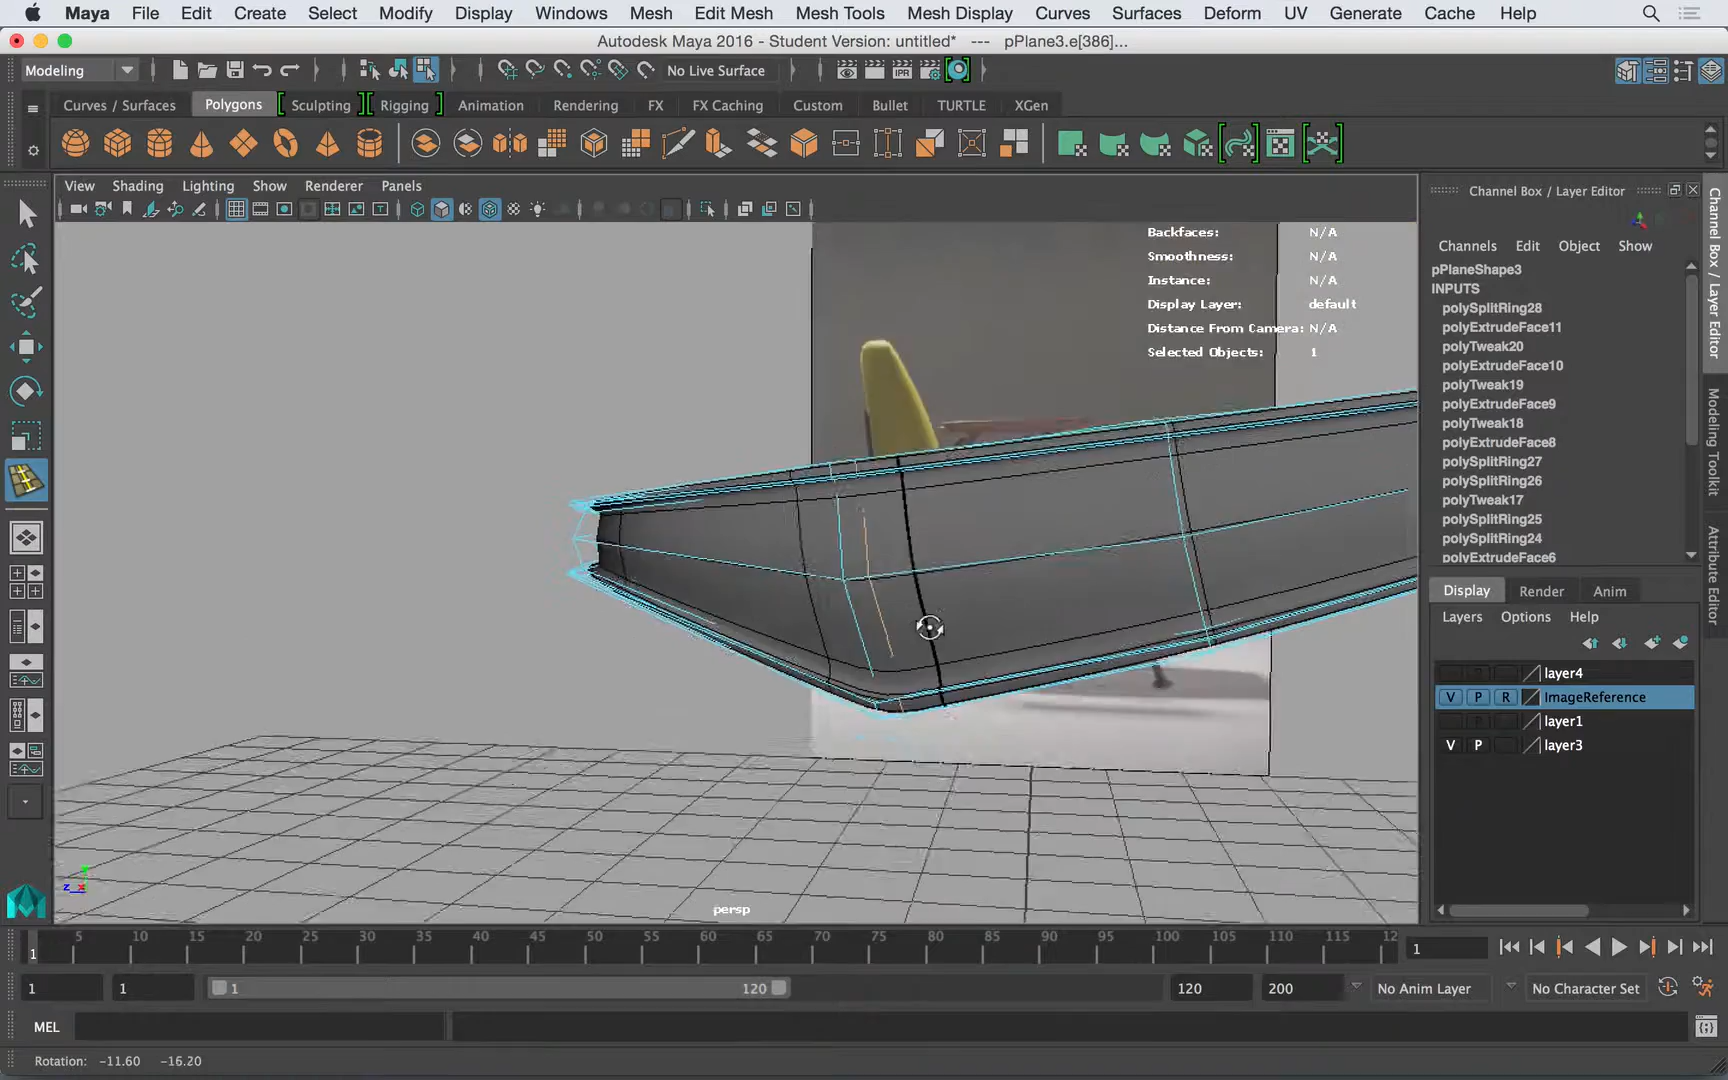 Maya File Edit Create Select Modify Display Windows Mesh Edit Mesh Mesh Tools Mesh Display Curves Surfaces Deform UV Generate Cache Help
Autodesk Maya 2016 - Student Version: untitled* --- pPlane3.e[386]...
Modeling No Live Surface IPR
Curves / Surfaces Polygons Sculpting Rigging Animation Rendering FX FX Caching Custom Bullet TURTLE XGen
View Shading Lighting Show Renderer Panels
Channel Box / Layer Editor
Channels Edit Object Show
pPlaneShape3
INPUTS
polySplitRing28
polyExtrudeFace11
polyTweak20
polyExtrudeFace10
polyTweak19
polyExtrudeFace9
polyTweak18
polyExtrudeFace8
polySplitRing27
polySplitRing26
polyTweak17
polySplitRing25
polySplitRing24
polyExtrudeFace6
Backfaces: N/A
Smoothness: N/A
Instance: N/A
Display Layer: default
Distance From Camera: N/A
Selected Objects: 1
Display Render Anim
Layers Options Help
layer4
V P R ImageReference
layer1
V P layer3
Channel Box / Layer Editor
Modeling Toolkit
Attribute Editor
z x
persp
1 5 10 15 20 25 30 35 40 45 50 55 60 65 70 75 80 85 90 95 100 105 110 115 12 1
1 1 1 120 120 200 No Anim Layer No Character Set
MEL
Rotation: -11.60 -16.20